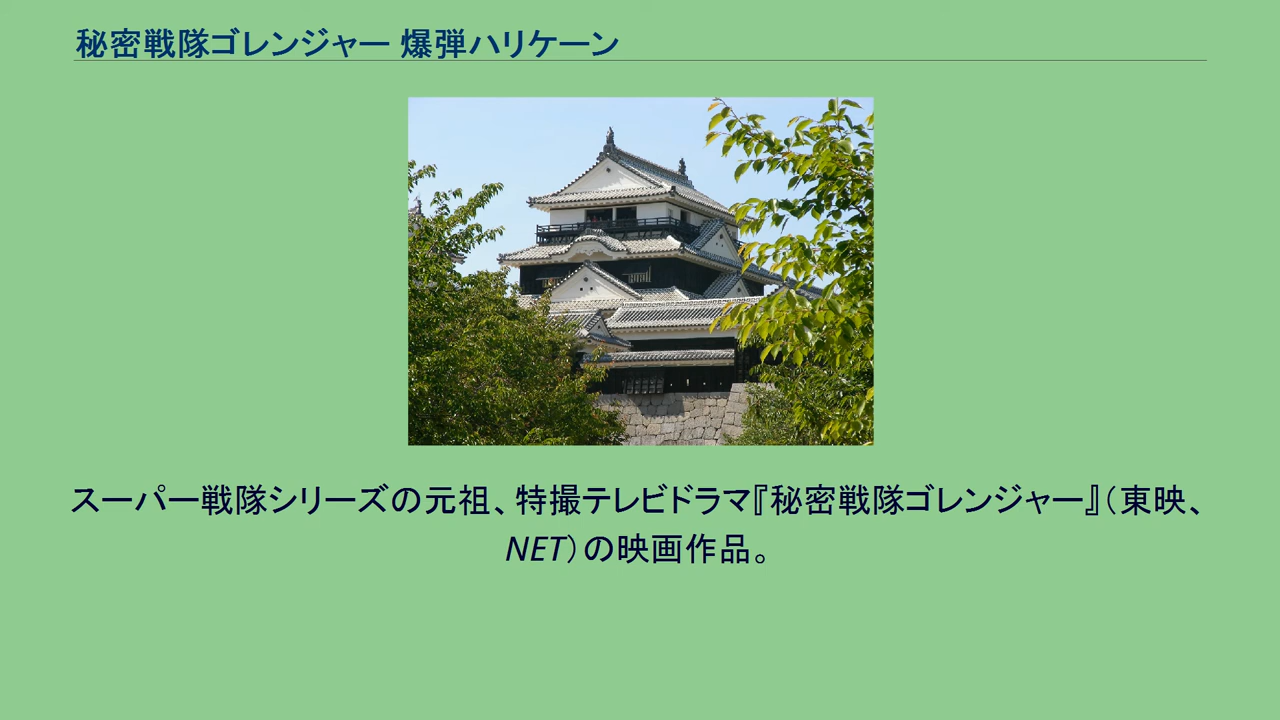 秘密戦隊ゴレンジャー 爆弾ハリケーン
スーパー戦隊シリーズの元祖、特撮テレビドラマ『秘密戦隊ゴレンジャー』（東映、
NET）の映画作品。